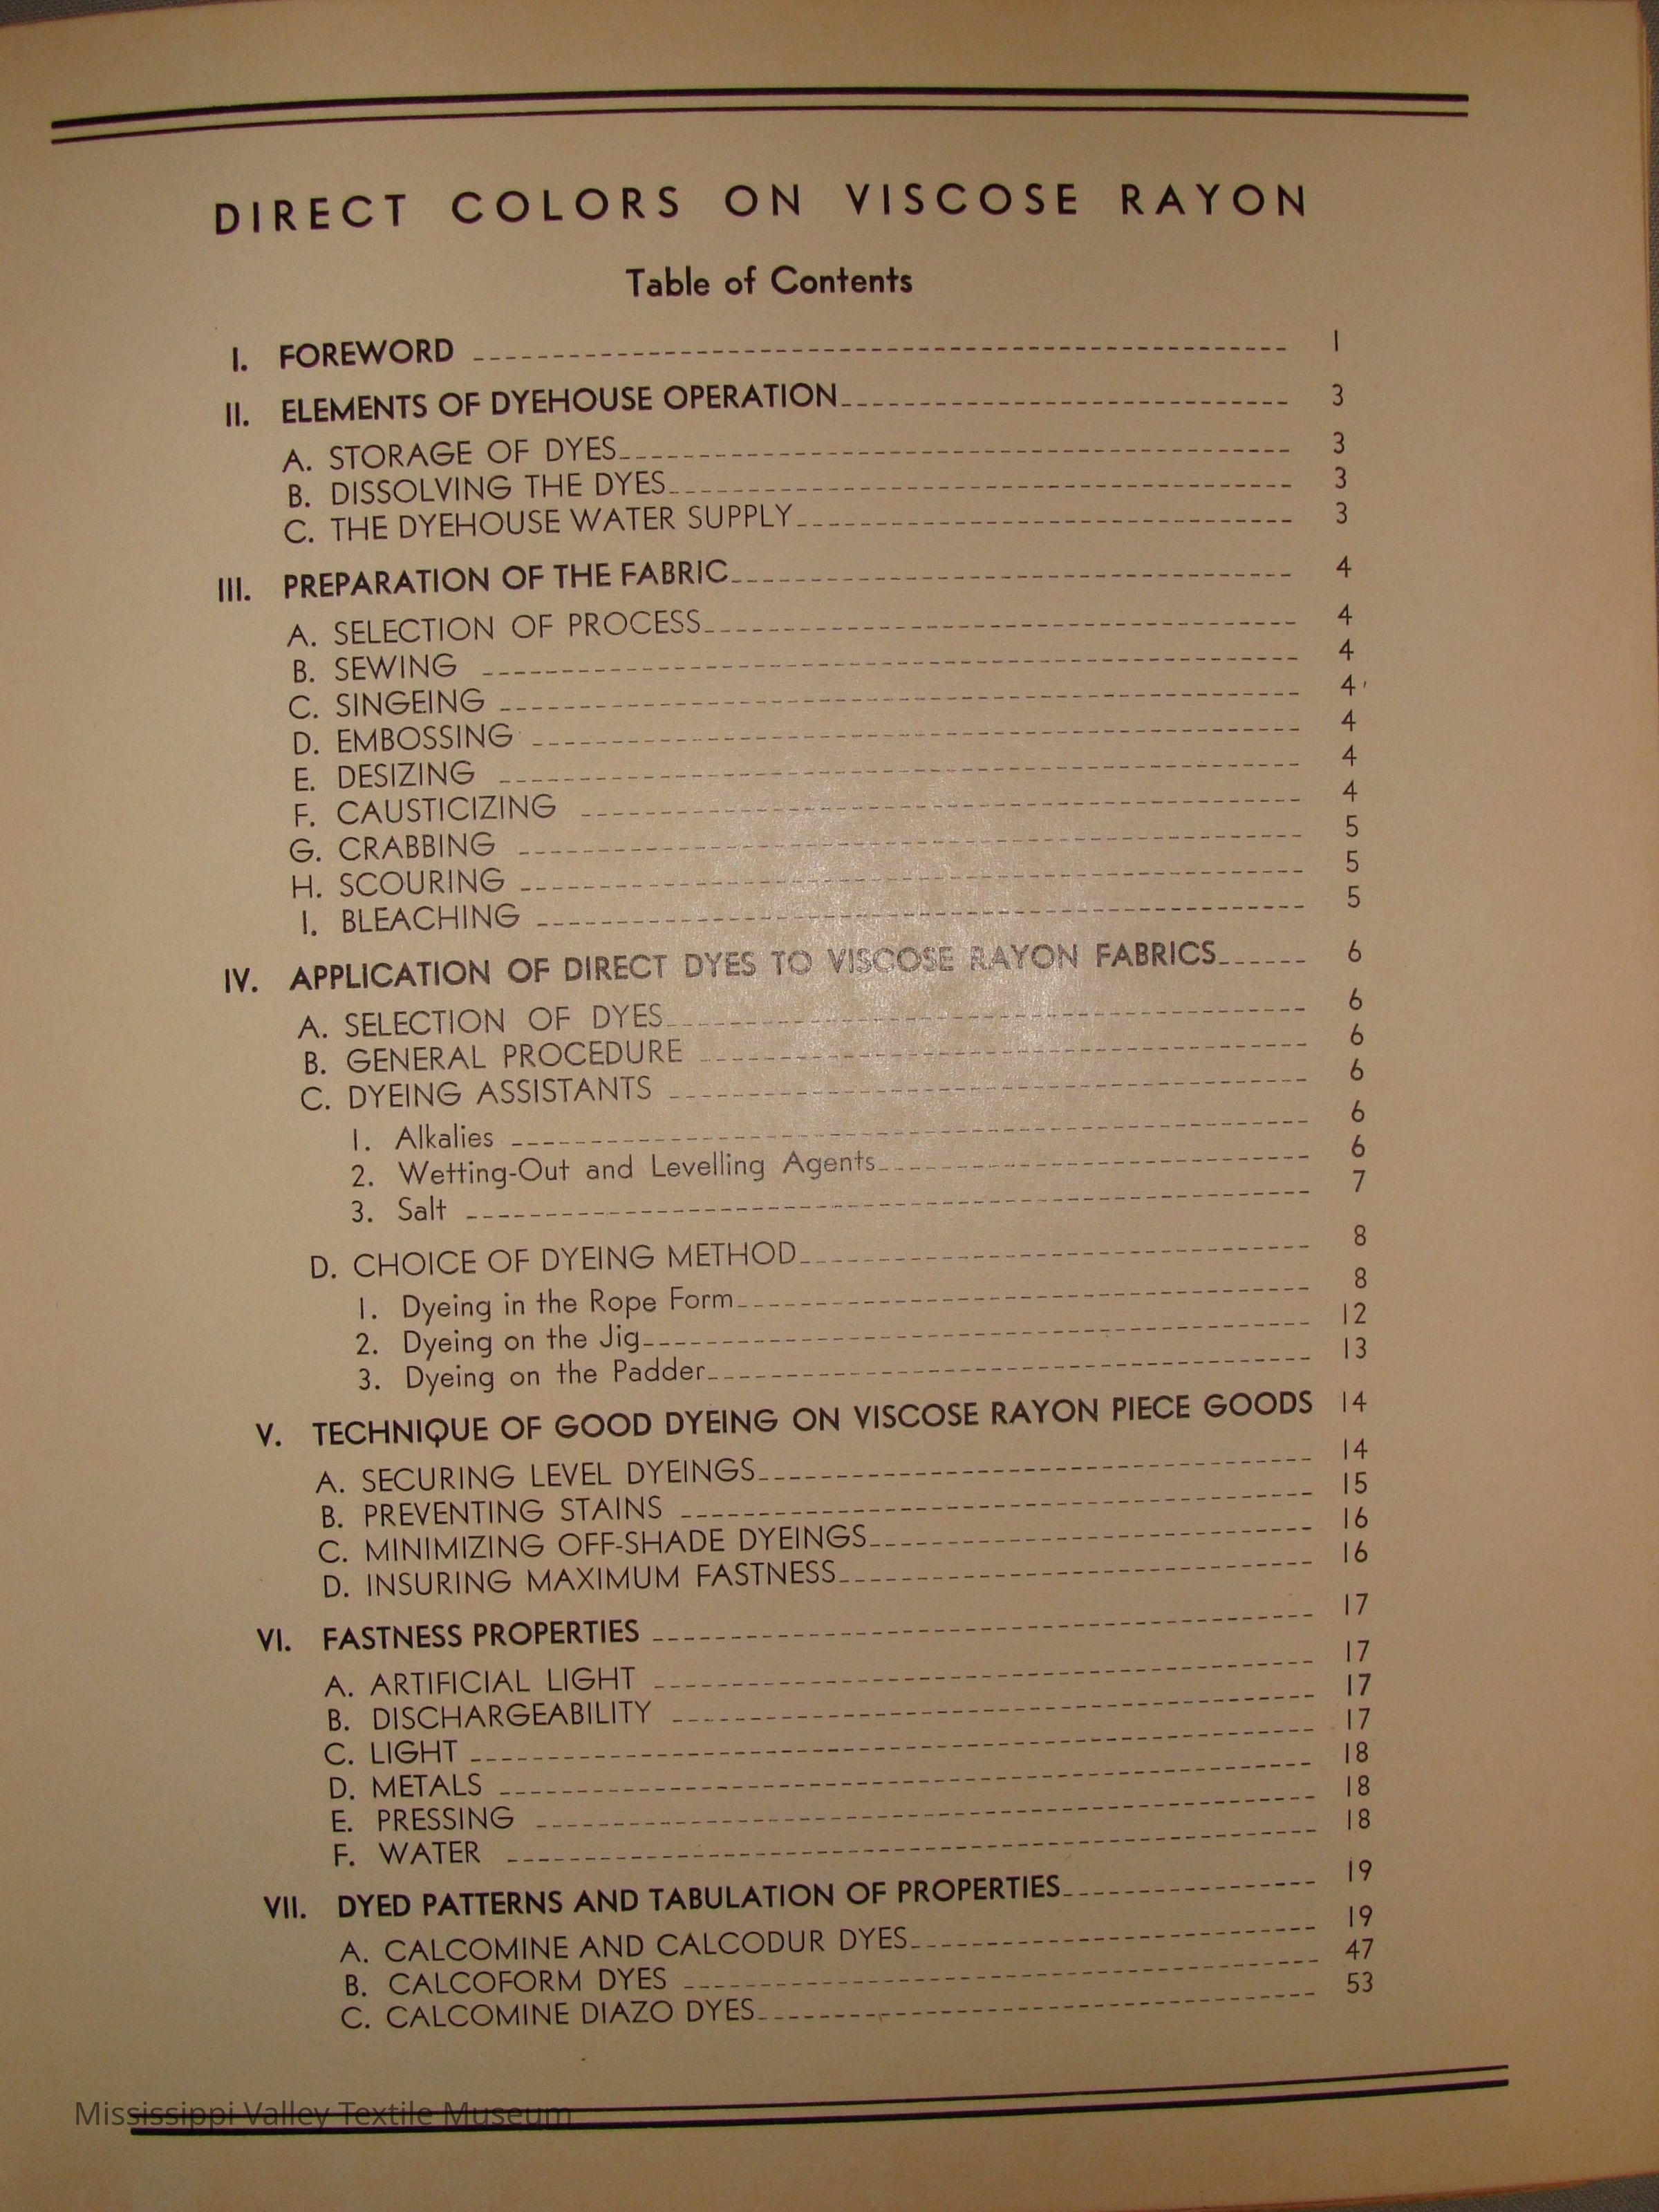 DIRECT COLORS ON VISCOSE RAYON
Table of Contents
I. FOREWORD 1
II. ELEMENTS OF DYEHOUSE OPERATION 3
A. STORAGE OF DYES 3
B. DISSOLVING THE DYES 3
C. THE DYEHOUSE WATER SUPPLY 3
III. PREPARATION OF THE FABRIC 4
A. SELECTION OF PROCESS 4
B. SEWING 4
C. SINGEING 4
D. EMBOSSING 4
E. DESIZING 4
F. CAUSTICIZING 4
G. CRABBING 5
H. SCOURING 5
I. BLEACHING 5
IV. APPLICATION OF DIRECT DYES TO VISCOSE RAYON FABRICS 6
A. SELECTION OF DYES 6
B. GENERAL PROCEDURE 6
C. DYEING ASSISTANTS 6
1. Alkalies 6
2. Wetting-Out and Levelling Agents 6
3. Salt 7
D. CHOICE OF DYEING METHOD 8
1. Dyeing in the Rope Form 8
2. Dyeing on the Jig 12
3. Dyeing on the Padder 13
V. TECHNIQUE OF GOOD DYEING ON VISCOSE RAYON PIECE GOODS 14
A. SECURING LEVEL DYEINGS 14
B. PREVENTING STAINS 15
C. MINIMIZING OFF-SHADE DYEINGS 16
D. INSURING MAXIMUM FASTNESS 16
VI. FASTNESS PROPERTIES 17
A. ARTIFICIAL LIGHT 17
B. DISCHARGEABILITY 17
C. LIGHT 17
D. METALS 18
E. PRESSING 18
F. WATER 18
VII. DYED PATTERNS AND TABULATION OF PROPERTIES 19
A. CALCOMINE AND CALCODUR DYES 19
B. CALCOFORM DYES 47
C. CALCOMINE DIAZO DYES 53
Mississippi Valley Textile Museum